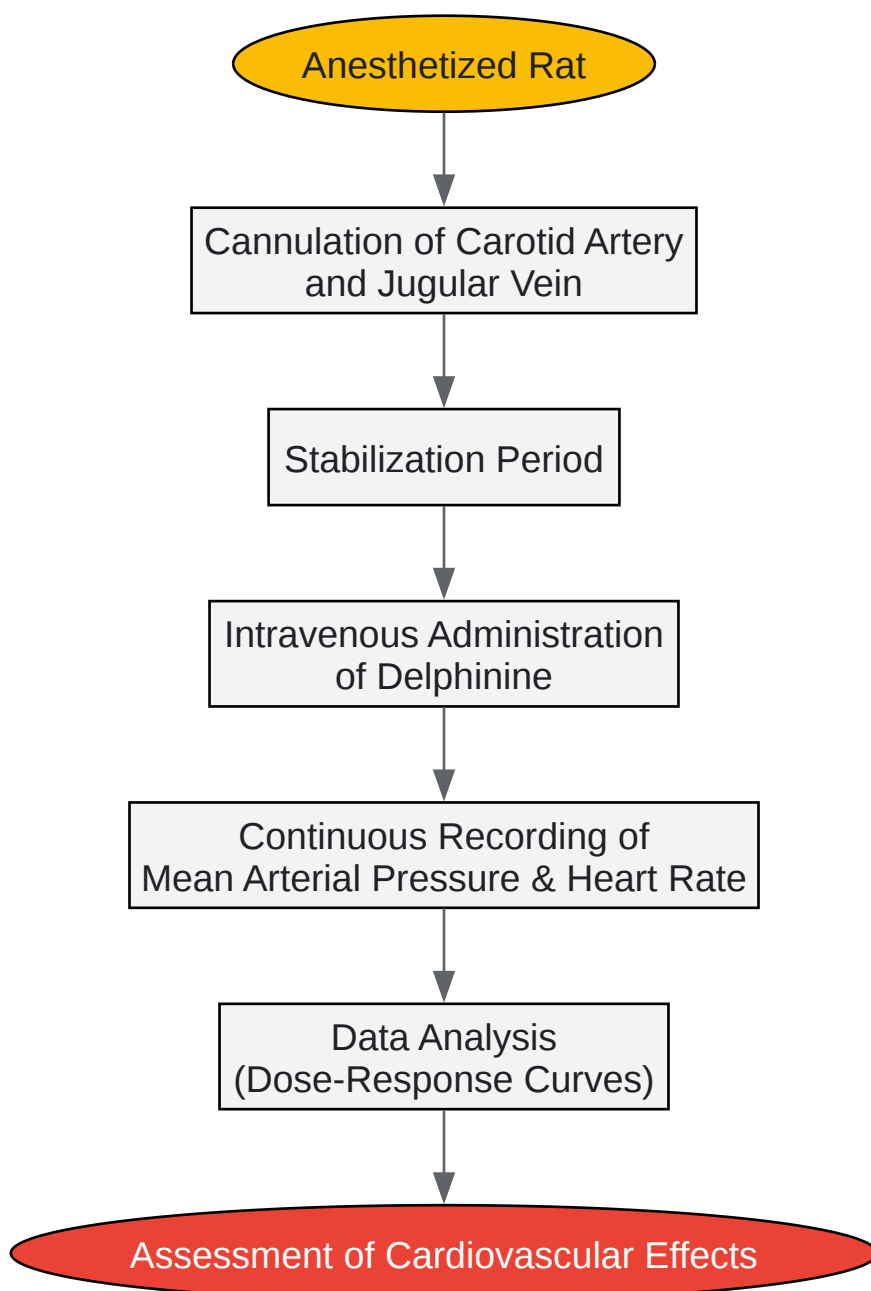 Anesthetized Rat
Cannulation of Carotid Artery
and Jugular Vein
Stabilization Period
Intravenous Administration
of Delphinine
Continuous Recording of
Mean Arterial Pressure & Heart Rate
Data Analysis
(Dose-Response Curves)
Assessment of Cardiovascular Effects